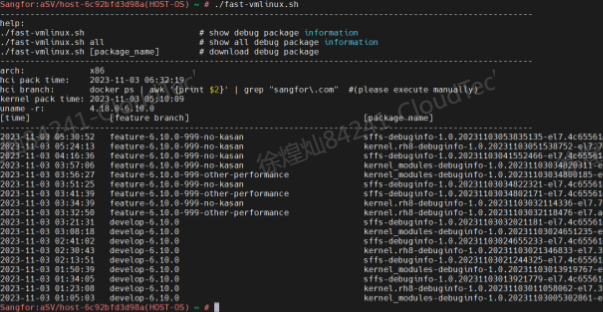 Sangfor:aSV/host-6c92bfd3d98a(HOST-OS) ~ # ./fast-vmlinux.sh
help:
./fast-vmlinux.sh # show debug package information
./fast-vmlinux.sh all # show all debug package information
./fast-vmlinux.sh [package_name] # download debug package
arch: x86
hci pack time: 2023-11-03 06:32:19
hci branch: docker ps | awk '{print $2}' | grep "sangfor\.com" #(please execute manually)
kernel pack time: 2023-11-03 05:10:09
uname -r: 4.18.0-6.10.0
[time] [feature branch] [package name]
2023-11-03 05:30:52 feature-6.10.0-999-no-kasan sffs-debuginfo-1.0.20231103053835135-el7.4c65561
2023-11-03 05:24:13 feature-6.10.0-999-no-kasan kernel.rh8-debuginfo-1.0.20231103051538752-el7.7
2023-11-03 04:16:36 feature-6.10.0-999-no-kasan sffs-debuginfo-1.0.20231103041552466-el7.4c65561
2023-11-03 03:57:06 feature-6.10.0-999-no-kasan kernel_modules-debuginfo-1.0.20231103034820311-e
2023-11-03 03:56:27 feature-6.10.0-999-other-performance kernel_modules-debuginfo-1.0.20231103034800185-e
2023-11-03 03:51:25 feature-6.10.0-999-no-kasan sffs-debuginfo-1.0.20231103034822321-el7.4c65561
2023-11-03 03:41:39 feature-6.10.0-999-other-performance sffs-debuginfo-1.0.20231103034802171-el7.4c65561
2023-11-03 03:34:39 feature-6.10.0-999-no-kasan kernel.rh8-debuginfo-1.0.20231103032114336-el7.7
2023-11-03 03:32:50 feature-6.10.0-999-other-performance kernel.rh8-debuginfo-1.0.20231103032118476-el7.a
2023-11-03 03:21:31 develop-6.10.0 sffs-debuginfo-1.0.20231103032021181-el7.4c65561
2023-11-03 03:08:18 develop-6.10.0 kernel_modules-debuginfo-1.0.20231103024651235-e
2023-11-03 02:41:02 develop-6.10.0 sffs-debuginfo-1.0.20231103024655233-el7.4c65561
2023-11-03 02:30:43 develop-6.10.0 kernel.rh8-debuginfo-1.0.20231103021346833-el7.3
2023-11-03 02:13:51 develop-6.10.0 sffs-debuginfo-1.0.20231103021244325-el7.4c65561
2023-11-03 01:50:39 develop-6.10.0 kernel_modules-debuginfo-1.0.20231103013919767-e
2023-11-03 01:34:05 develop-6.10.0 sffs-debuginfo-1.0.20231103013921779-el7.4c65561
2023-11-03 01:23:08 develop-6.10.0 kernel.rh8-debuginfo-1.0.20231103011058062-el7.3
2023-11-03 01:05:03 develop-6.10.0 kernel_modules-debuginfo-1.0.20231103005302861-e
Sangfor:aSV/host-6c92bfd3d98a(HOST-OS) ~ #